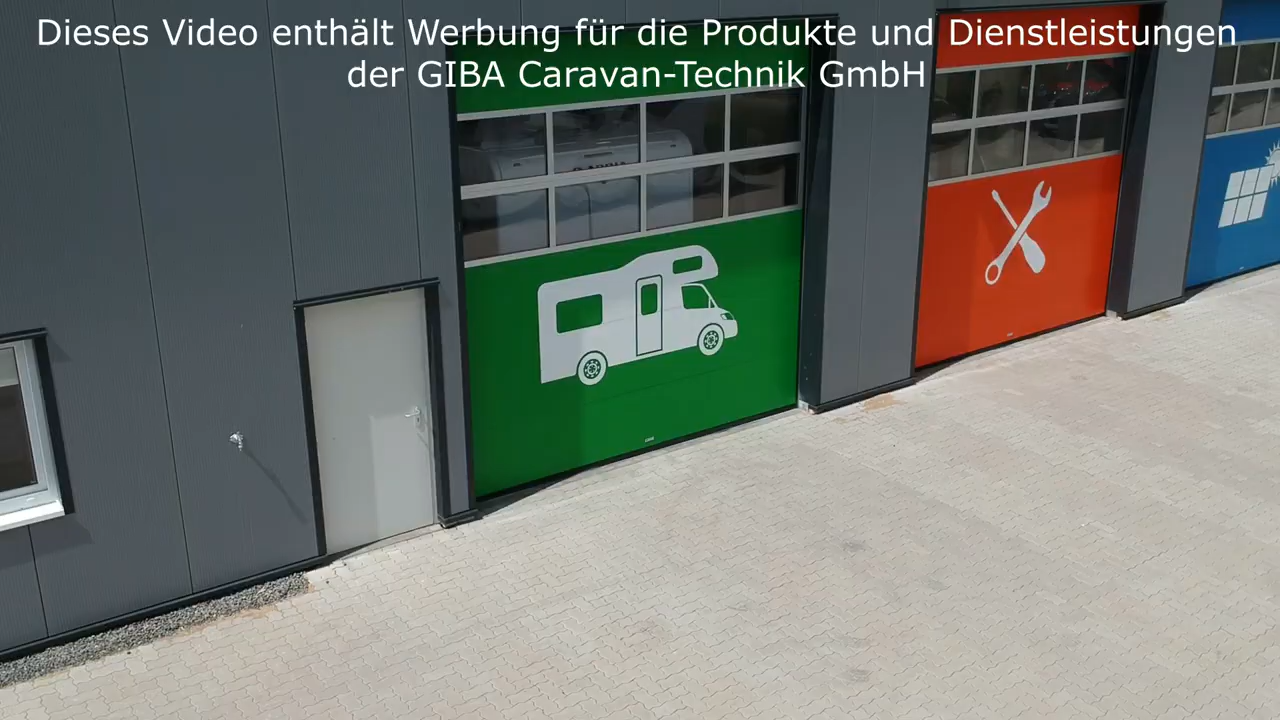 Dieses Video enthält Werbung für die Produkte und Dienstleistungen
der GIBA Caravan-Technik GmbH